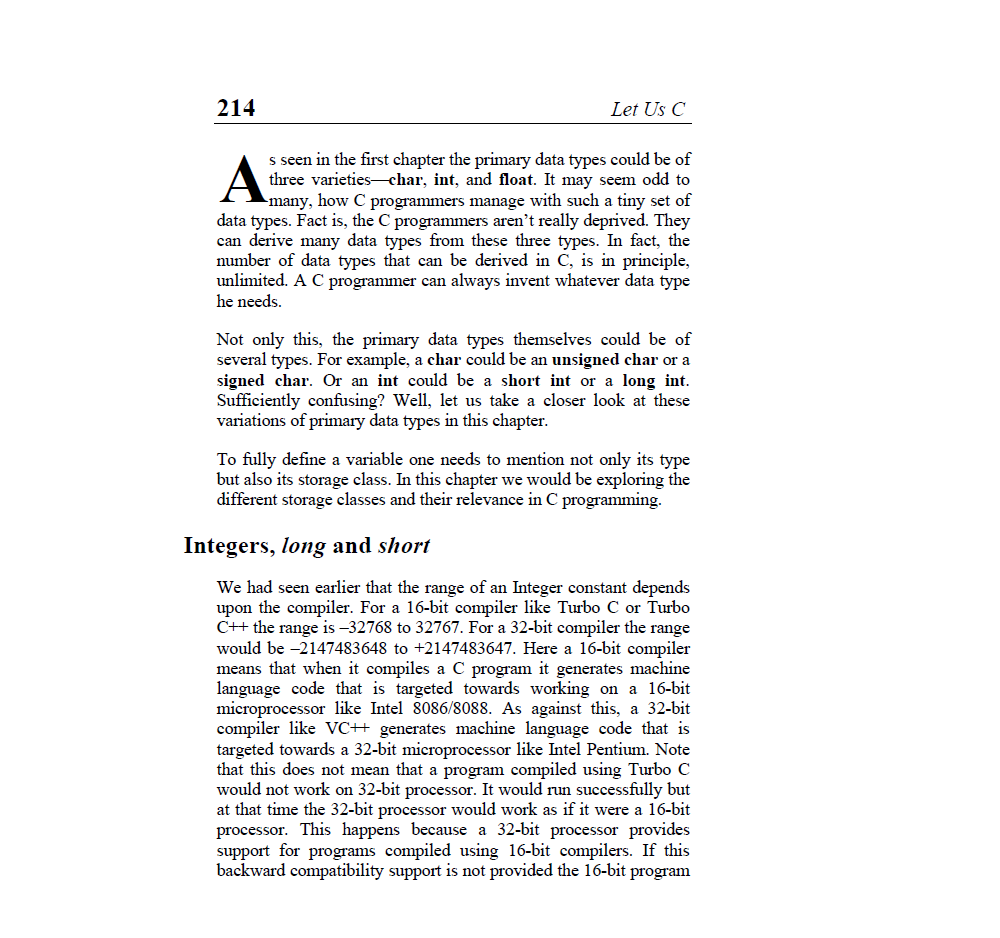 214 Let Us C
As seen in the first chapter the primary data types could be of
three varieties—char, int, and float. It may seem odd to
many, how C programmers manage with such a tiny set of
data types. Fact is, the C programmers aren’t really deprived. They
can derive many data types from these three types. In fact, the
number of data types that can be derived in C, is in principle,
unlimited. A C programmer can always invent whatever data type
he needs.
Not only this, the primary data types themselves could be of
several types. For example, a char could be an unsigned char or a
signed char. Or an int could be a short int or a long int.
Sufficiently confusing? Well, let us take a closer look at these
variations of primary data types in this chapter.
To fully define a variable one needs to mention not only its type
but also its storage class. In this chapter we would be exploring the
different storage classes and their relevance in C programming.
Integers, long and short
We had seen earlier that the range of an Integer constant depends
upon the compiler. For a 16-bit compiler like Turbo C or Turbo
C++ the range is –32768 to 32767. For a 32-bit compiler the range
would be –2147483648 to +2147483647. Here a 16-bit compiler
means that when it compiles a C program it generates machine
language code that is targeted towards working on a 16-bit
microprocessor like Intel 8086/8088. As against this, a 32-bit
compiler like VC++ generates machine language code that is
targeted towards a 32-bit microprocessor like Intel Pentium. Note
that this does not mean that a program compiled using Turbo C
would not work on 32-bit processor. It would run successfully but
at that time the 32-bit processor would work as if it were a 16-bit
processor. This happens because a 32-bit processor provides
support for programs compiled using 16-bit compilers. If this
backward compatibility support is not provided the 16-bit program